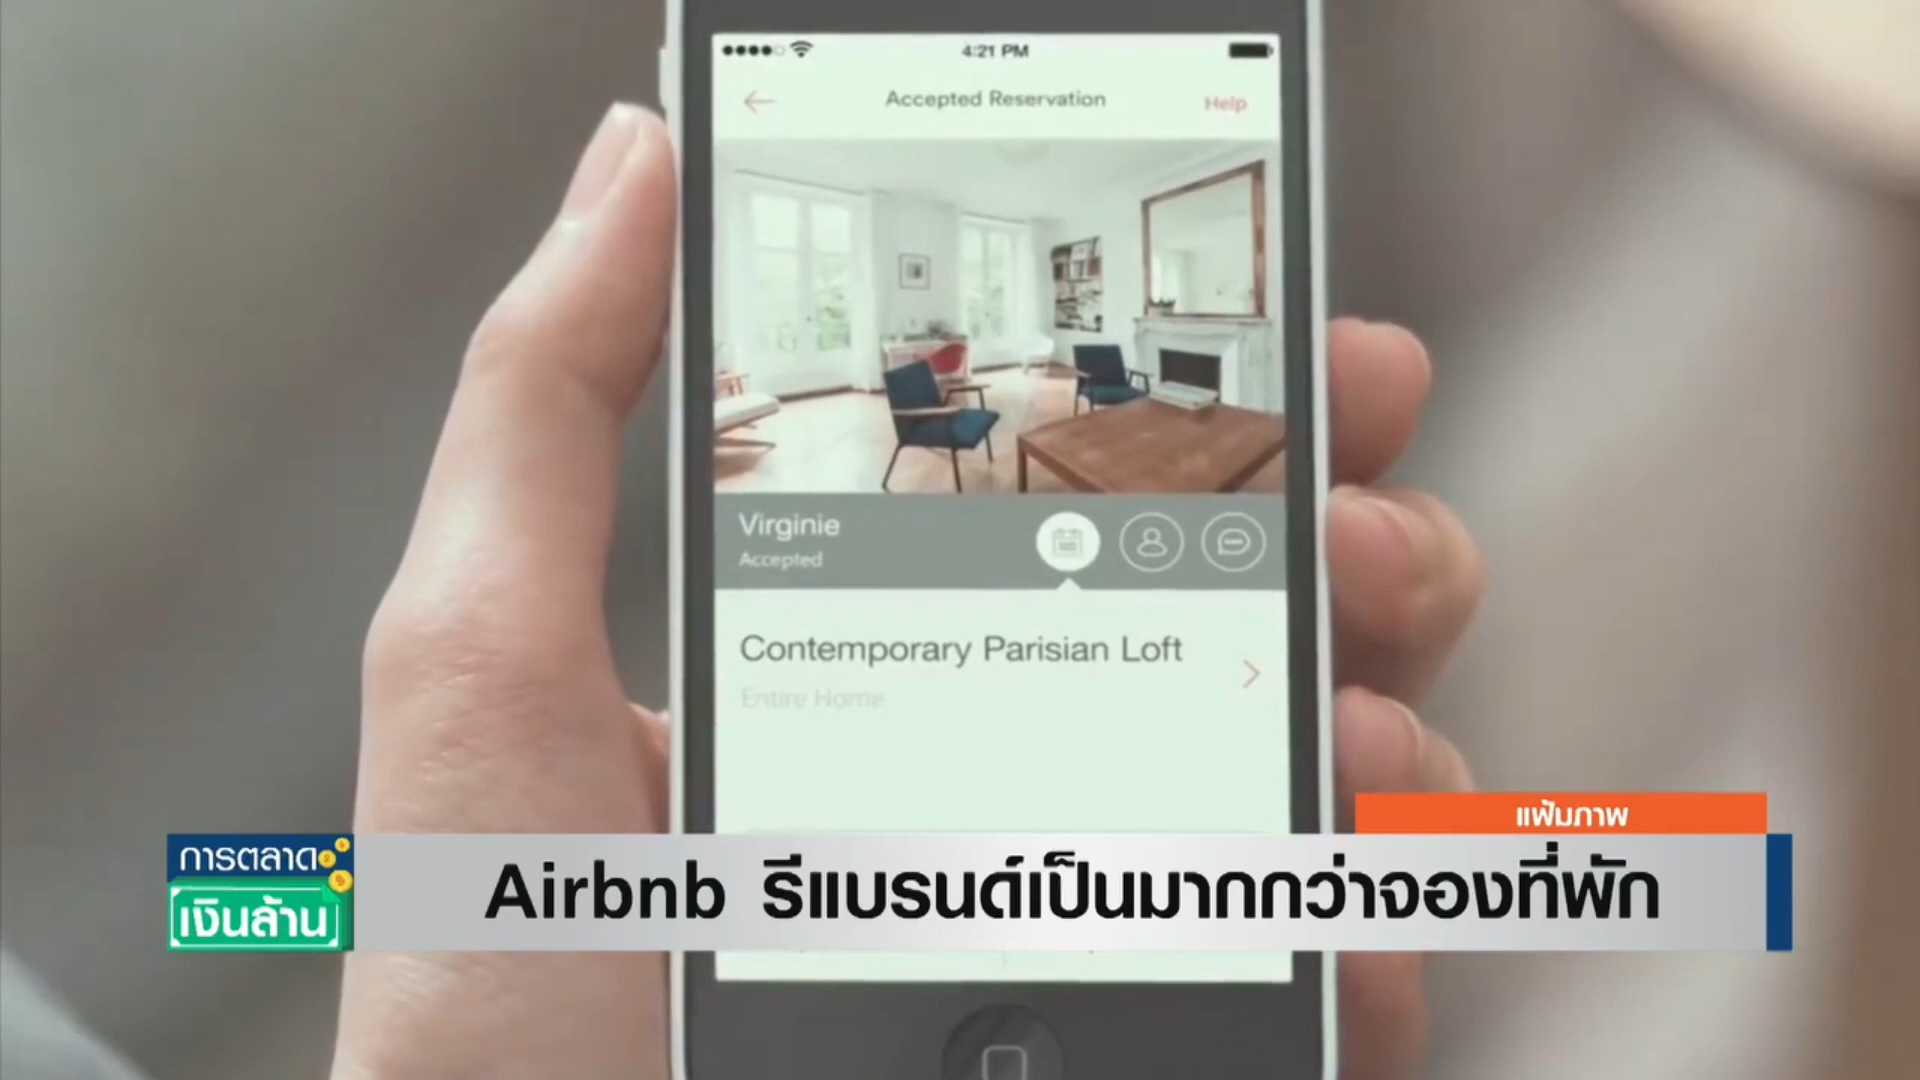 4:21 PM
Accepted Reservation
Help
Virginie
Accepted
Contemporary Parisian Loft
Entire Home
แฟ้มภาพ
การตลาด
เงินล้าน
Airbnb รีแบรนด์เป็นมากกว่าจองที่พัก